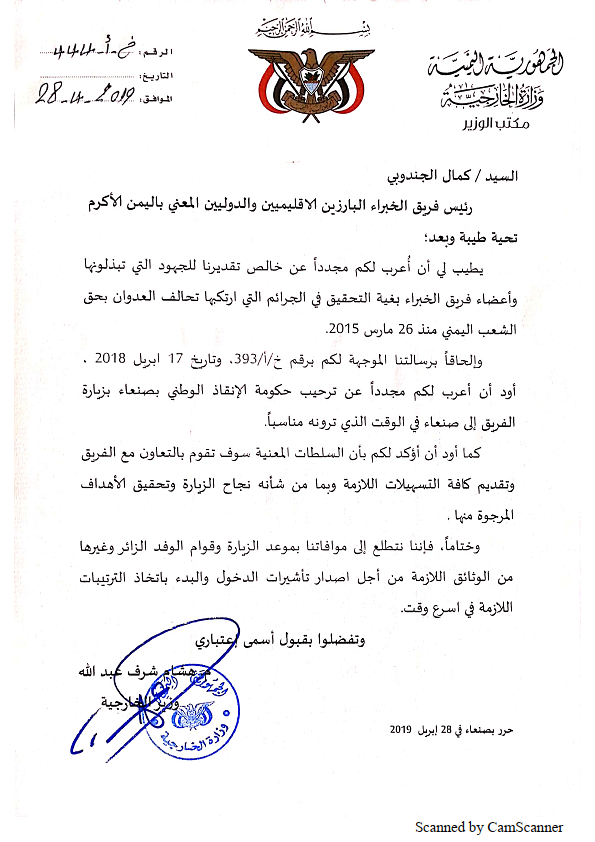 بسم الله الرحمن الرحيم
الجمهورية اليمنية
وزارة الخارجية
مكتب الوزير
الرقم: خ-أ-444
التاريخ:
الموافق: 28-4-2019
السيد / كمال الجندوبي
رئيس فريق الخبراء البارزين الاقليميين والدوليين المعني باليمن الأكرم
تحية طيبة وبعد؛
يطيب لي أن أُعرب لكم مجدداً عن خالص تقديرنا للجهود التي تبذلونها
وأعضاء فريق الخبراء بغية التحقيق في الجرائم التي ارتكبها تحالف العدوان بحق
الشعب اليمني منذ 26 مارس 2015.
وإلحاقاً برسالتنا الموجهة لكم برقم خ/أ/393، وتاريخ 17 ابريل 2018 ،
أود أن أعرب لكم مجدداً عن ترحيب حكومة الإنقاذ الوطني بصنعاء بزيارة
الفريق إلى صنعاء في الوقت الذي ترونه مناسباً.
كما أود أن أؤكد لكم بأن السلطات المعنية سوف تقوم بالتعاون مع الفريق
وتقديم كافة التسهيلات اللازمة وبما من شأنه نجاح الزيارة وتحقيق الأهداف
المرجوة منها .
وختاماً، فإننا نتطلع إلى موافاتنا بموعد الزيارة وقوام الوفد الزائر وغيرها
من الوثائق اللازمة من أجل اصدار تأشيرات الدخول والبدء باتخاذ الترتيبات
اللازمة في اسرع وقت.
وتفضلوا بقبول أسمى إعتباري
م. هشام شرف عبد الله
وزير الخارجية
الجمهورية اليمنية
وزارة الخارجية
حرر بصنعاء في 28 إبريل 2019
Scanned by CamScanner